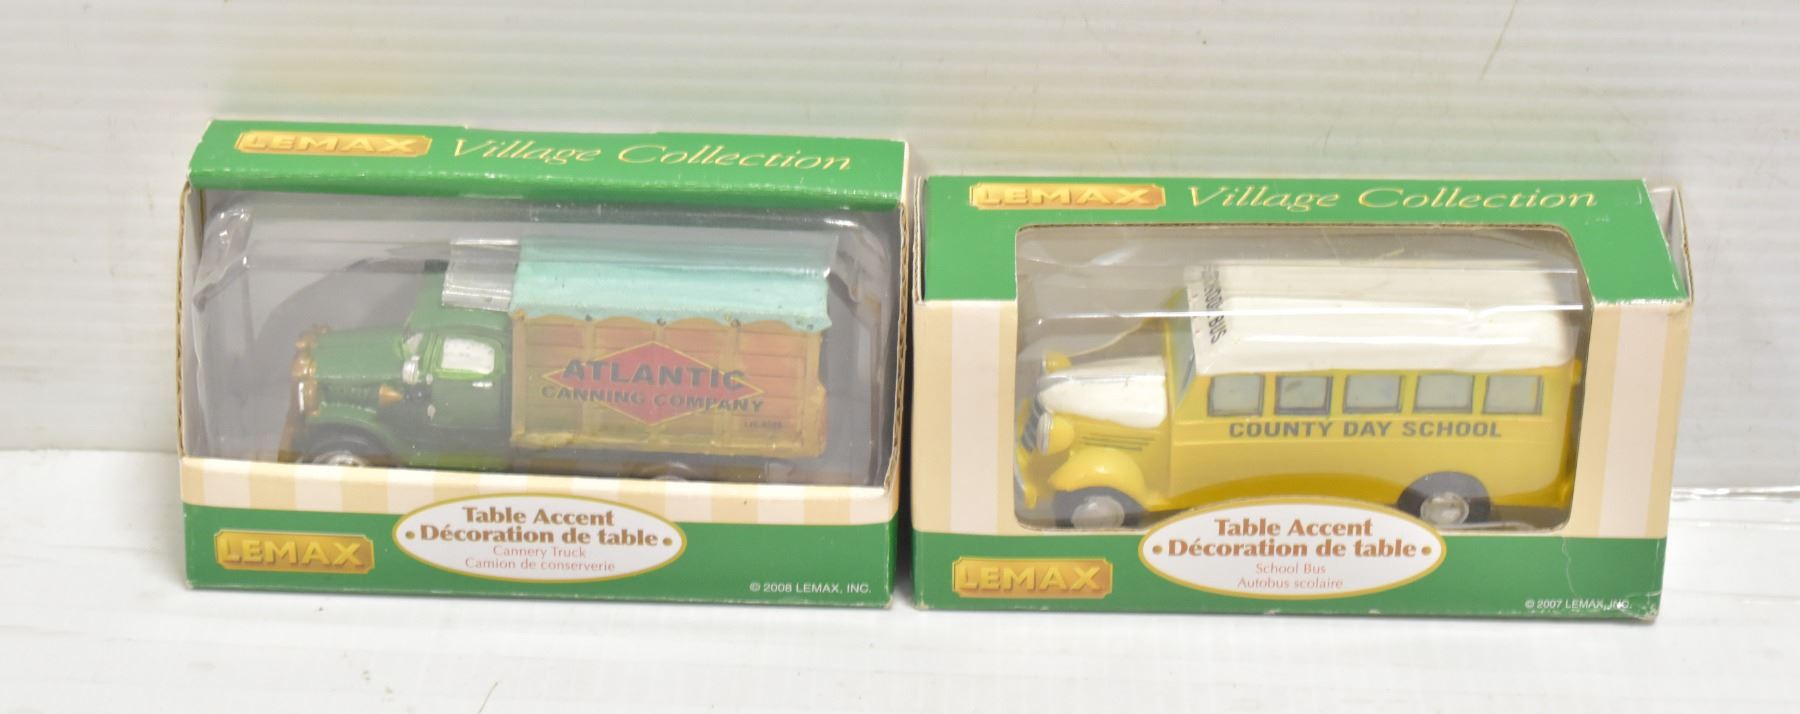 LEMAX Village Collection
ATLANTIC
CANNING COMPANY
Table Accent
• Décoration de table •
Cannery Truck
Camion de conserverie
LEMAX
© 2008 LEMAX, INC.
LEMAX Village Collection
SCHOOL BUS
COUNTY DAY SCHOOL
Table Accent
• Décoration de table •
School Bus
Autobus scolaire
LEMAX
© 2007 LEMAX, INC.